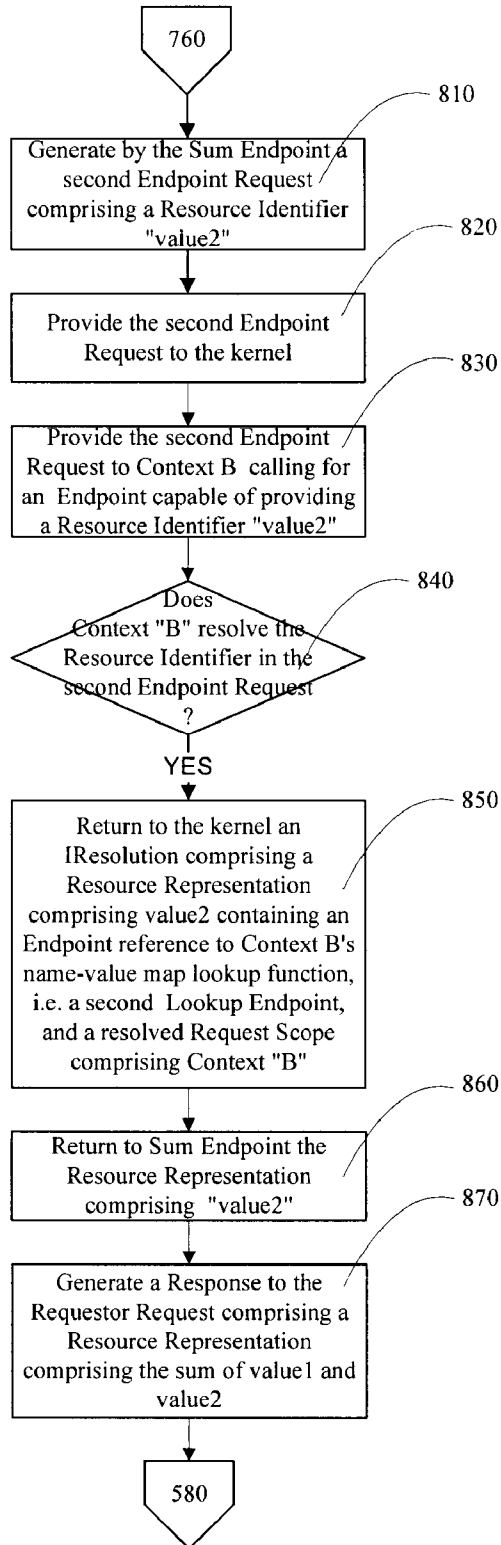 760
810
Generate by the Sum Endpoint a
second Endpoint Request
comprising a Resource Identifier
"value2"
820
Provide the second Endpoint
Request to the kernel
830
Provide the second Endpoint
Request to Context B calling for
an Endpoint capable of providing
a Resource Identifier "value2"
840
Does
Context "B" resolve the
Resource Identifier in the
second Endpoint Request
?
YES
850
Return to the kernel an
IResolution comprising a
Resource Representation
comprising value2 containing an
Endpoint reference to Context B's
name-value map lookup function,
i.e. a second Lookup Endpoint,
and a resolved Request Scope
comprising Context "B"
860
Return to Sum Endpoint the
Resource Representation
comprising "value2"
870
Generate a Response to the
Requestor Request comprising a
Resource Representation
comprising the sum of value1 and
value2
580